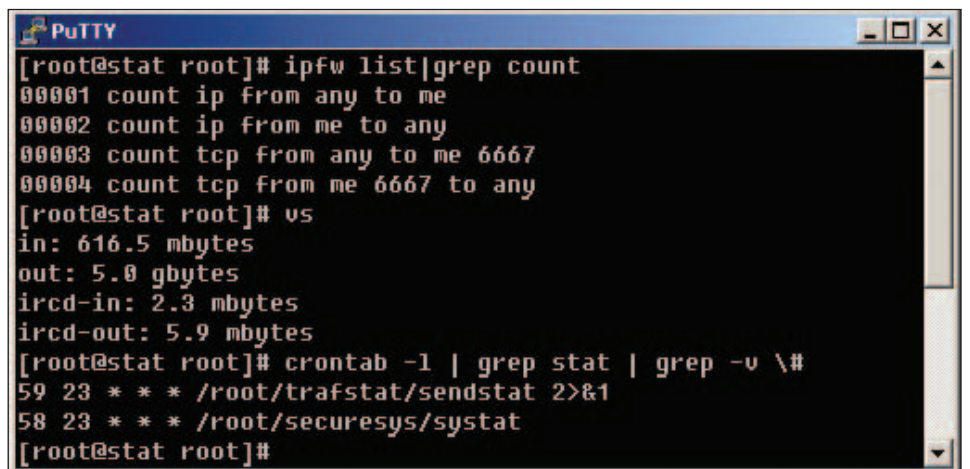 PuTTY
[root@stat root]# ipfw list|grep count
00001 count ip from any to me
00002 count ip from me to any
00003 count tcp from any to me 6667
00004 count tcp from me 6667 to any
[root@stat root]# vs
in: 616.5 mbytes
out: 5.0 gbytes
ircd-in: 2.3 mbytes
ircd-out: 5.9 mbytes
[root@stat root]# crontab -l | grep stat | grep -v \#
59 23 * * * /root/trafstat/sendstat 2>&1
58 23 * * * /root/securesys/systat
[root@stat root]#